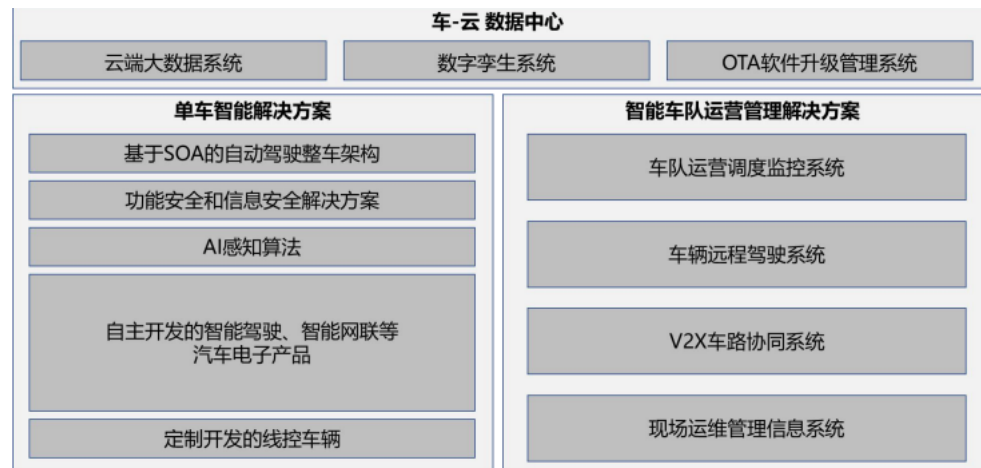 车-云 数据中心
云端大数据系统
数字孪生系统
OTA软件升级管理系统
单车智能解决方案
基于SOA的自动驾驶整车架构
功能安全和信息安全解决方案
AI感知算法
自主开发的智能驾驶、智能网联等
汽车电子产品
定制开发的线控车辆
智能车队运营管理解决方案
车队运营调度监控系统
车辆远程驾驶系统
V2X车路协同系统
现场运维管理信息系统